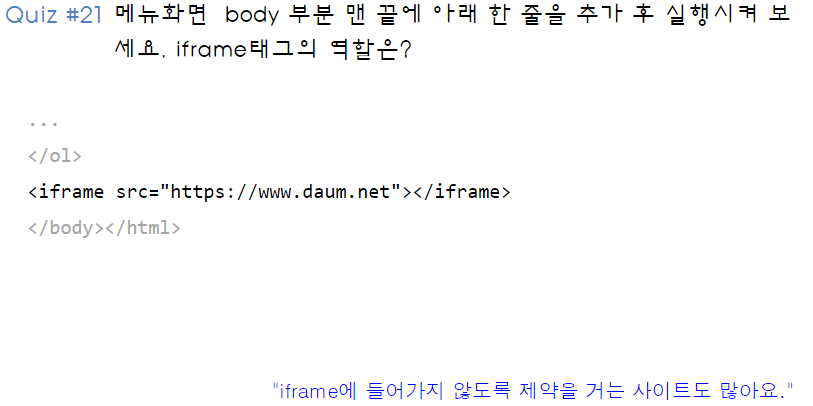 Quiz #21 메뉴화면 body 부분 맨 끝에 아래 한 줄을 추가 후 실행시켜 보
세요. iframe태그의 역할은?
...
</ol>
<iframe src="https://www.daum.net"></iframe>
</body></html>
"iframe에 들어가지 않도록 제약을 거는 사이트도 많아요."